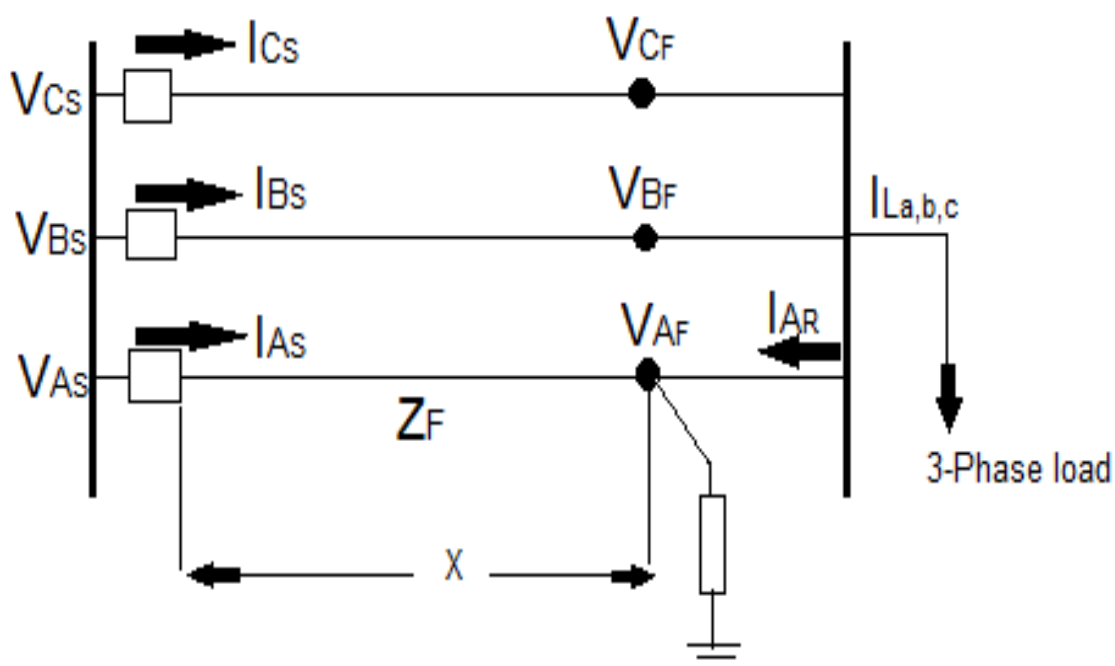 ICs
VCF
VCs
IBs
VBF
ILa,b,c
VBs
IAs
VAF
IAR
VAs
ZF
3-Phase load
X